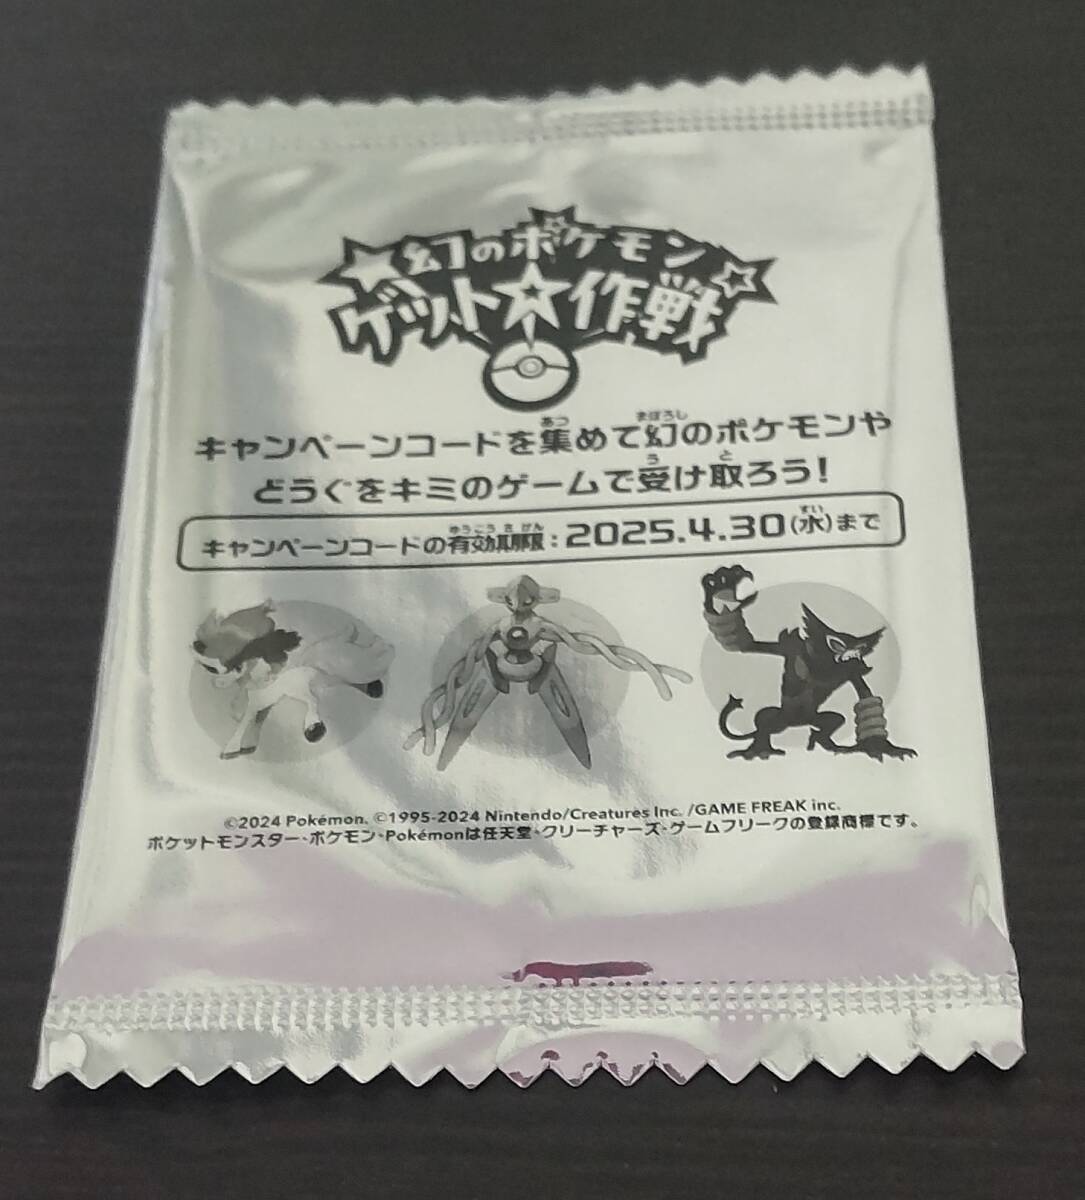 幻のポケモン
ゲット☆作戦
キャンペーンコードを集めて幻のポケモンや
どうぐをキミのゲームで受け取ろう!
キャンペーンコードの有効期限:2025.4.30(水)まで
©2024 Pokémon. ©1995-2024 Nintendo/Creatures Inc. /GAME FREAK inc.
ポケットモンスター・ポケモン・Pokémonは任天堂・クリーチャーズ・ゲームフリークの登録商標です。